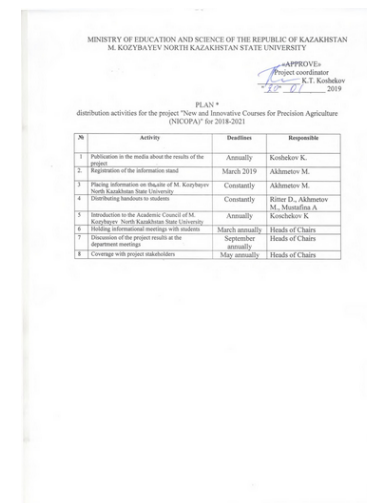 MINISTRY OF EDUCATION AND SCIENCE OF THE REPUBLIC OF KAZAKHSTAN
M. KOZYBAYEV NORTH KAZAKHSTAN STATE UNIVERSITY
«APPROVE»
Project coordinator
K.T. Koshekov
2019
PLAN *
distribution activities for the project "New and Innovative Courses for Precision Agriculture
(NICOPA)" for 2018-2021
№ Activity Deadlines Responsible
1 Publication in the media about the results of the project Annually Koshekov K.
2. Registration of the information stand March 2019 Akhmetov M.
3 Placing information on the site of M. Kozybayev North Kazakhstan State University Constantly Akhmetov M.
4 Distributing handouts to students Constantly Ritter D., Akhmetov M., Mustafina A
5 Introduction to the Academic Council of M. Kozybayev North Kazakhstan State University Annually Koschekov K
6 Holding informational meetings with students March annually Heads of Chairs
7 Discussion of the project results at the department meetings September annually Heads of Chairs
8 Coverage with project stakeholders May annually Heads of Chairs